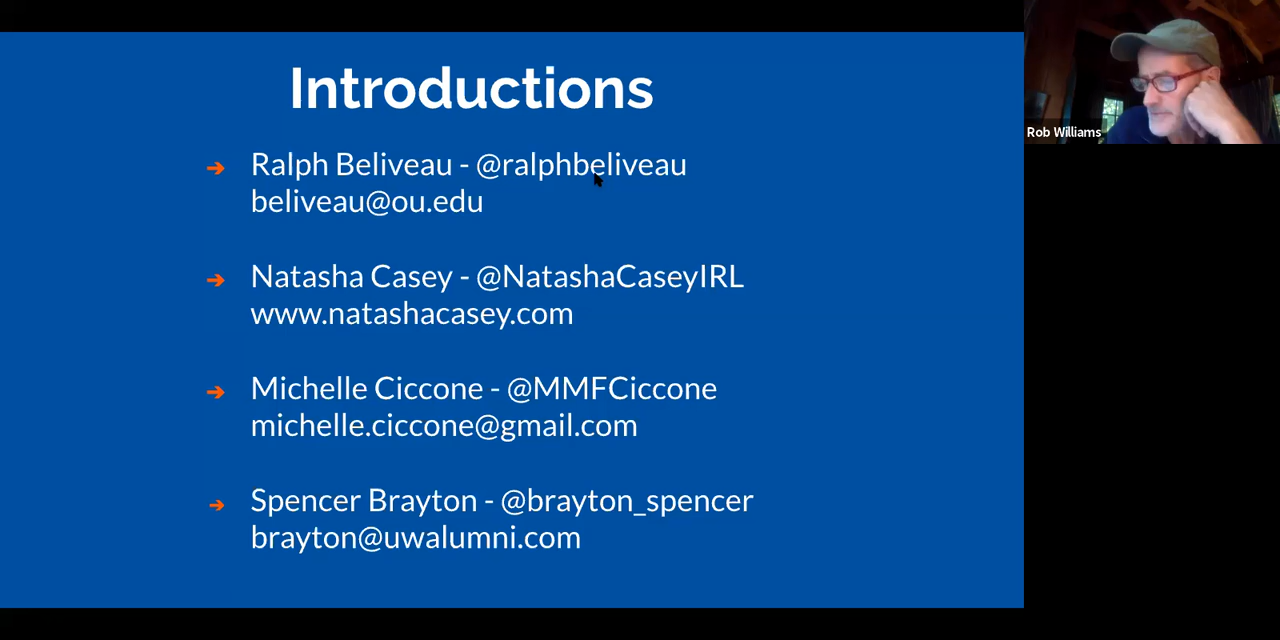 Introductions
Ralph Beliveau - @ralphbeliveau
beliveau@ou.edu
Natasha Casey - @NatashaCaseyIRL
www.natashacasey.com
Michelle Ciccone - @MMFCiccone
michelle.ciccone@gmail.com
Spencer Brayton - @brayton_spencer
brayton@uwalumni.com
Rob Williams